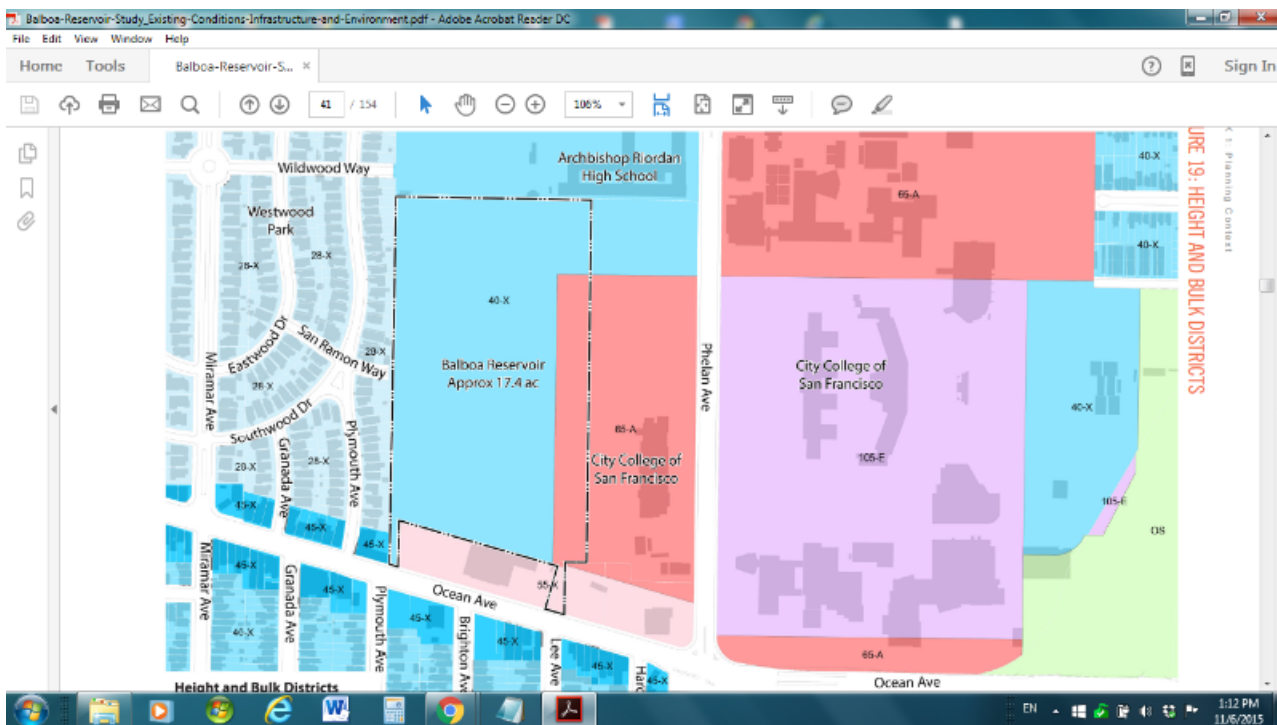 Balboa-Reservoir-Study_Existing-Conditions-Infrastructure-and-Environment.pdf - Adobe Acrobat Reader DC
File Edit View Window Help
Home Tools Balboa-Reservoir-S... ×
Sign In
41 / 154
106%
Wildwood Way
Archbishop Riordan
High School
Westwood
Park
28-X
28-X
65-A
40-X
40-X
40-X
Eastwood Dr
San Ramon Way
28-X
28-X
Miramar Ave
Southwood Dr
Granada Ave
Plymouth Ave
28-X
28-X
Balboa Reservoir
Approx 17.4 ac
65-A
City College of
San Francisco
Phelan Ave
City College of
San Francisco
105-E
40-X
105-E
OS
45-X
45-X
45-X
Ocean Ave
55-X
Miramar Ave
45-X
Granada Ave
45-X
Plymouth Ave
45-X
Brighton Av
45-X
Lee Ave
45-X
Harc
45-X
40-X
65-A
Ocean Ave
Height and Bulk Districts
Planning Context
URE 19: HEIGHT AND BULK DISTRICTS
EN
1:12 PM
11/6/2015